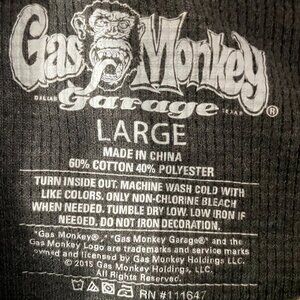 Gas Monkey
DALLAS Garage TEXAS ®
LARGE
MADE IN CHINA
60% COTTON 40% POLYESTER
TURN INSIDE OUT. MACHINE WASH COLD WITH
LIKE COLORS. ONLY NON-CHLORINE BLEACH
WHEN NEEDED. TUMBLE DRY LOW. LOW IRON IF
NEEDED. DO NOT IRON DECORATION.
"Gas Monkey®," "Gas Monkey Garage®" and the
Gas Monkey Logo are trademarks and service marks
owned and licensed by Gas Monkey Holdings LLC.
© 2015 Gas Monkey Holdings, LLC.
All Rights Reserved.
RN #111647